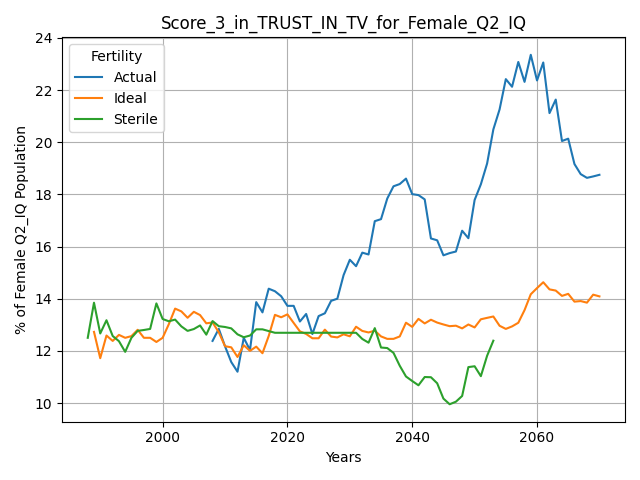 Score_3_in_TRUST_IN_TV_for_Female_Q2_IQ
Fertility
Actual
Ideal
Sterile
% of Female Q2_IQ Population
24
22
20
18
16
14
12
10
2000
2020
2040
2060
Years